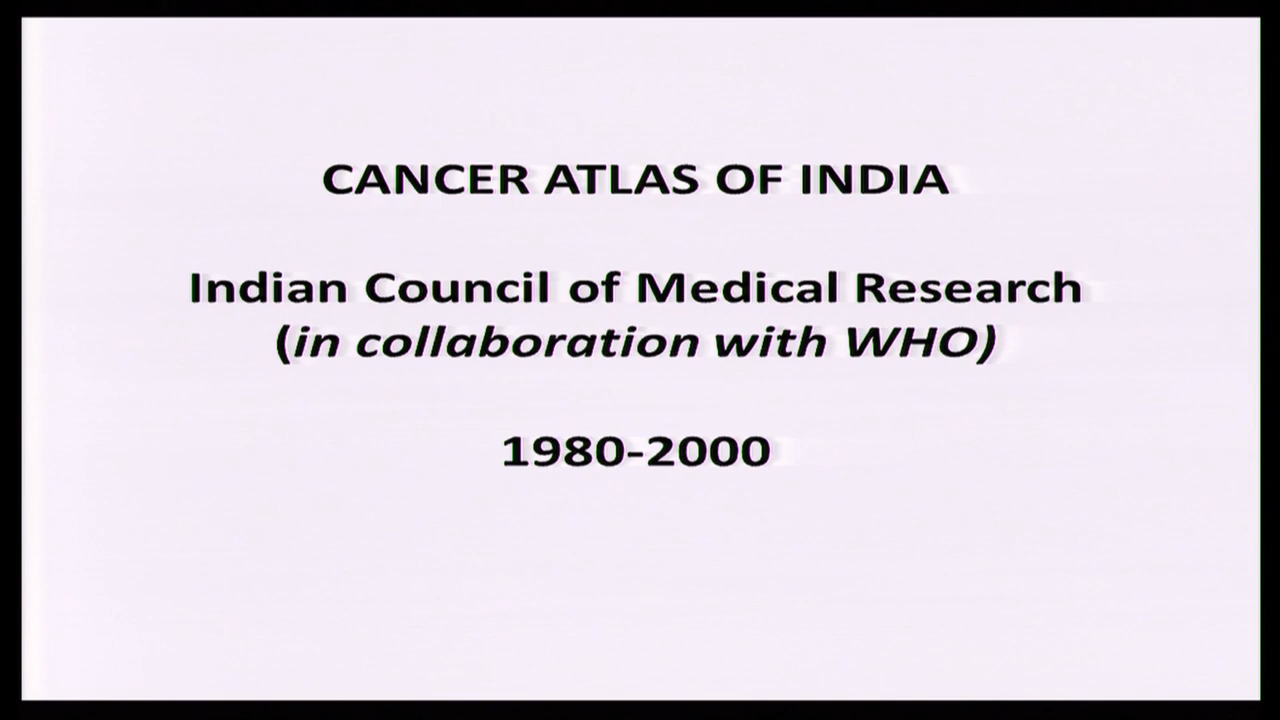 CANCER ATLAS OF INDIA
Indian Council of Medical Research
(in collaboration with WHO)
1980-2000